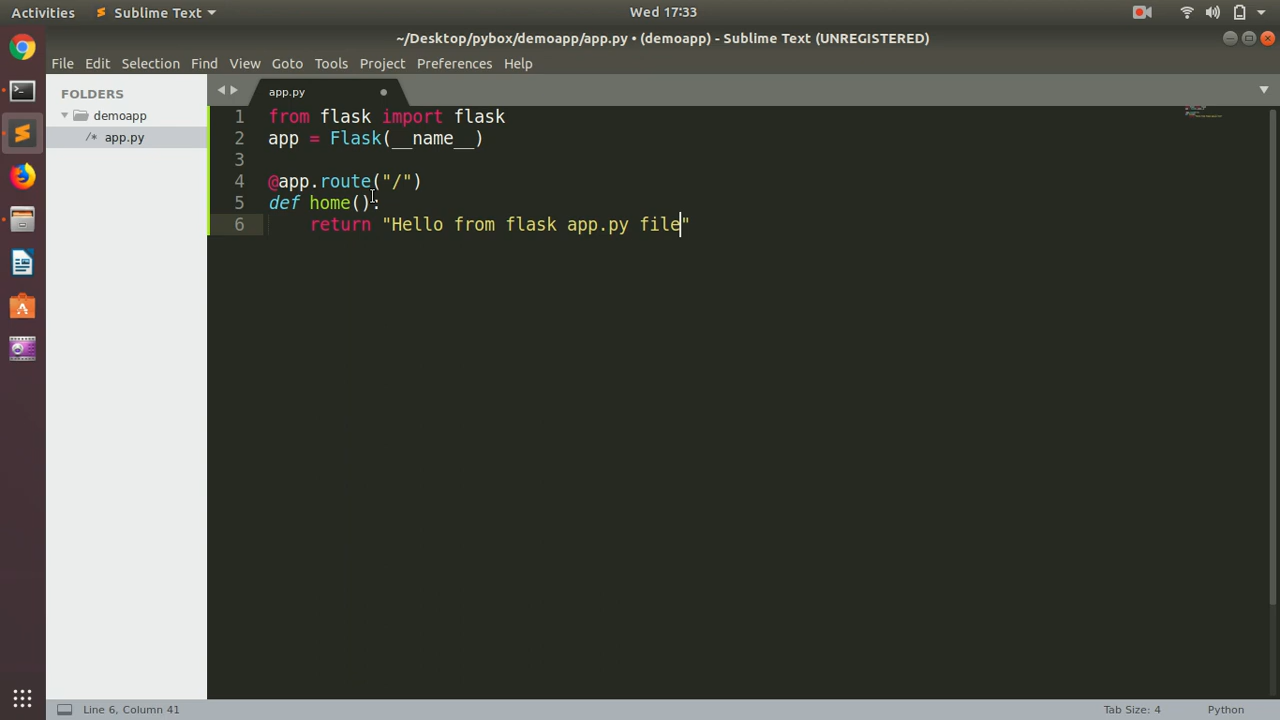 Activities Sublime Text Wed 17:33
~/Desktop/pybox/demoapp/app.py • (demoapp) - Sublime Text (UNREGISTERED)
File Edit Selection Find View Goto Tools Project Preferences Help
FOLDERS
demoapp
/* app.py
app.py
1 from flask import flask
2 app = Flask(__name__)
3
4 @app.route("/")
5 def home():
6     return "Hello from flask app.py file"
Line 6, Column 41 Tab Size: 4 Python